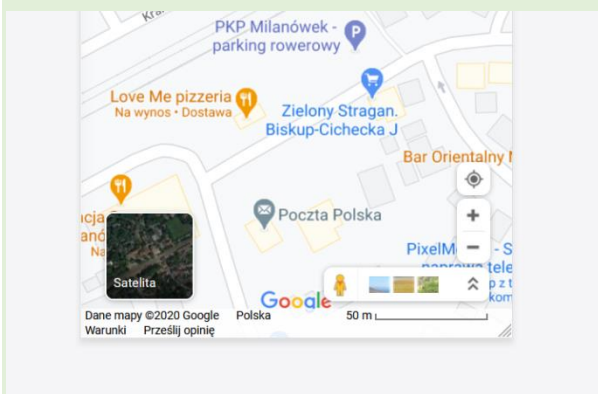 PKP Milanówek -
parking rowerowy
P
Love Me pizzeria
Na wynos • Dostawa
Zielony Stragan.
Biskup-Cichecka J
Bar Orientalny
Poczta Polska
Satelita
+
−
Google
Dane mapy ©2020 Google Polska 50 m
Warunki Prześlij opinię